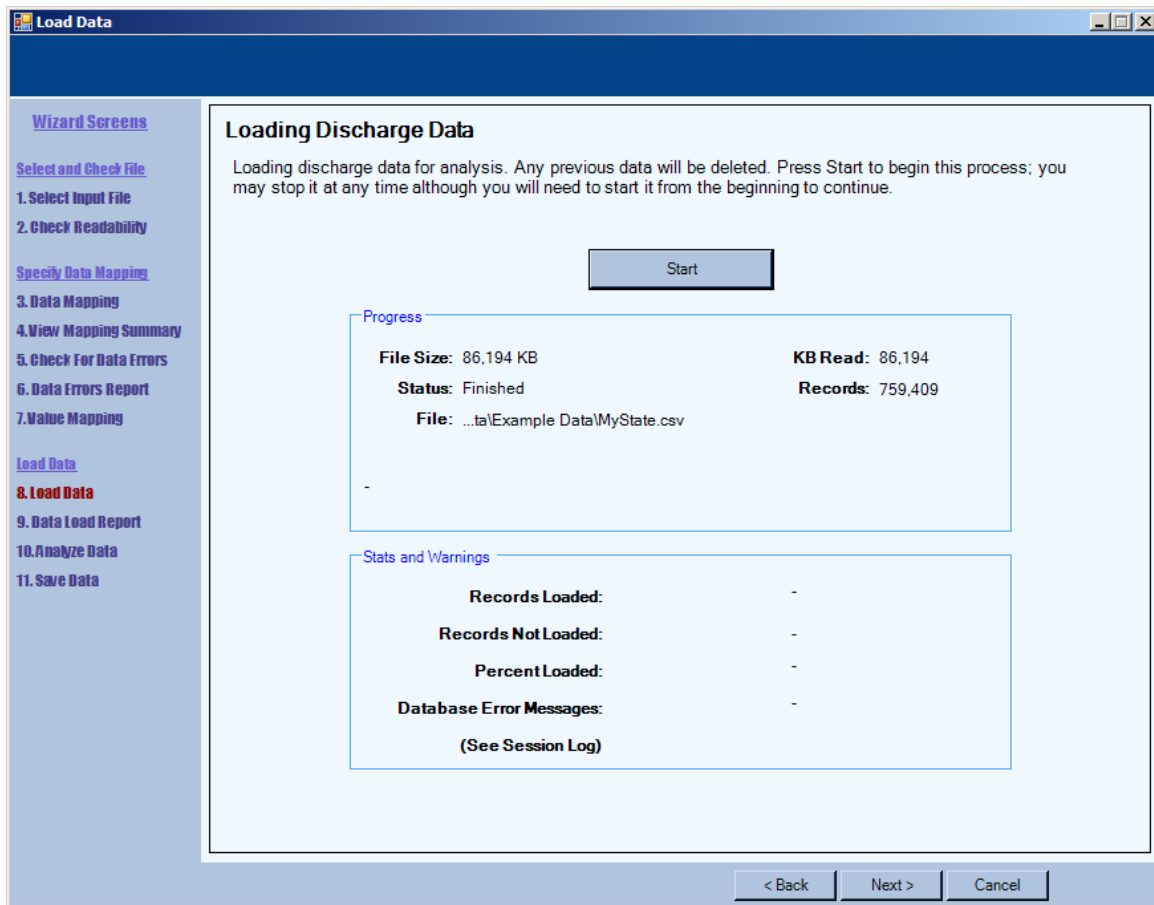 Load Data
Wizard Screens
Select and Check File
1. Select Input File
2. Check Readability
Specify Data Mapping
3. Data Mapping
4.View Mapping Summary
5. Check For Data Errors
6. Data Errors Report
7.Value Mapping
Load Data
8. Load Data
9. Data Load Report
10.Analyze Data
11. Save Data
Loading Discharge Data
Loading discharge data for analysis. Any previous data will be deleted. Press Start to begin this process; you
may stop it at any time although you will need to start it from the beginning to continue.
Start
Progress
File Size: 86,194 KB KB Read: 86,194
Status: Finished Records: 759,409
File: ...ta\Example Data\MyState.csv
-
Stats and Warnings
Records Loaded: -
Records Not Loaded: -
Percent Loaded: -
Database Error Messages: -
(See Session Log)
< Back Next > Cancel